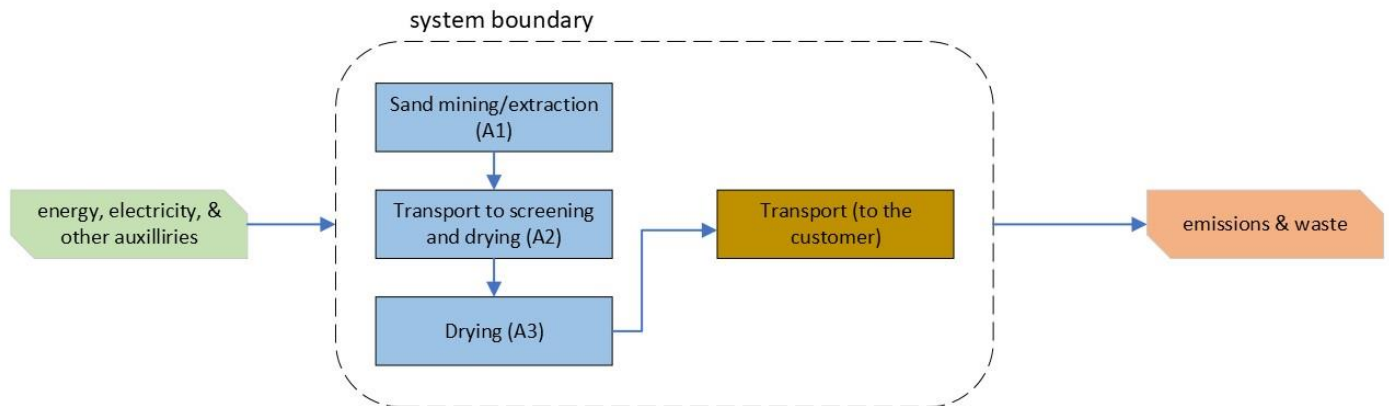 system boundary
Sand mining/extraction
(A1)
energy, electricity, &
other auxilliries
Transport to screening
and drying (A2)
Transport (to the
customer)
emissions & waste
Drying (A3)